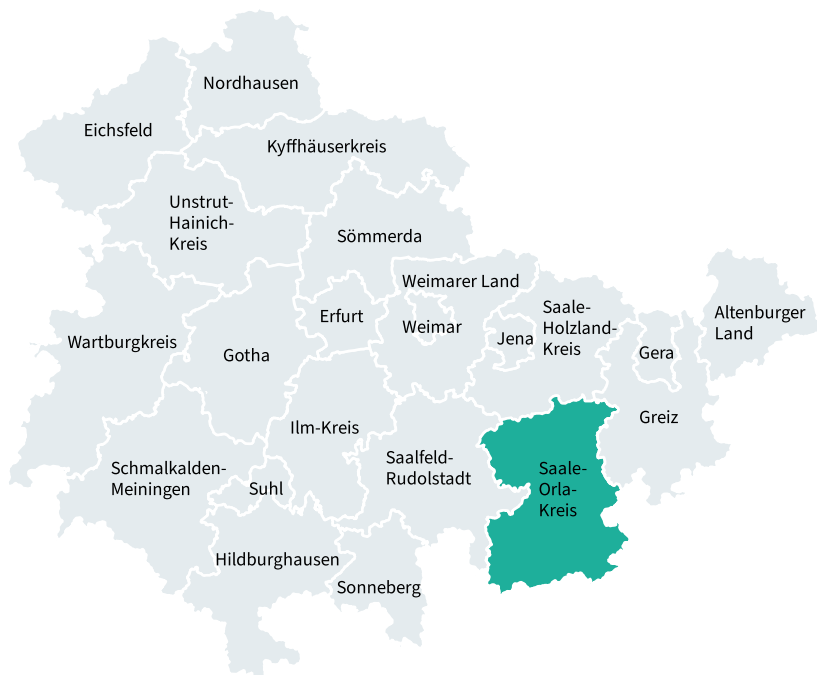 Nordhausen
Eichsfeld
Kyffhäuserkreis
Unstrut-
Hainich-
Kreis
Sömmerda
Weimarer Land
Saale-
Holzland-
Kreis
Altenburger
Land
Erfurt
Weimar
Jena
Wartburgkreis
Gotha
Gera
Greiz
Ilm-Kreis
Saalfeld-
Rudolstadt
Schmalkalden-
Meiningen
Suhl
Saale-
Orla-
Kreis
Hildburghausen
Sonneberg